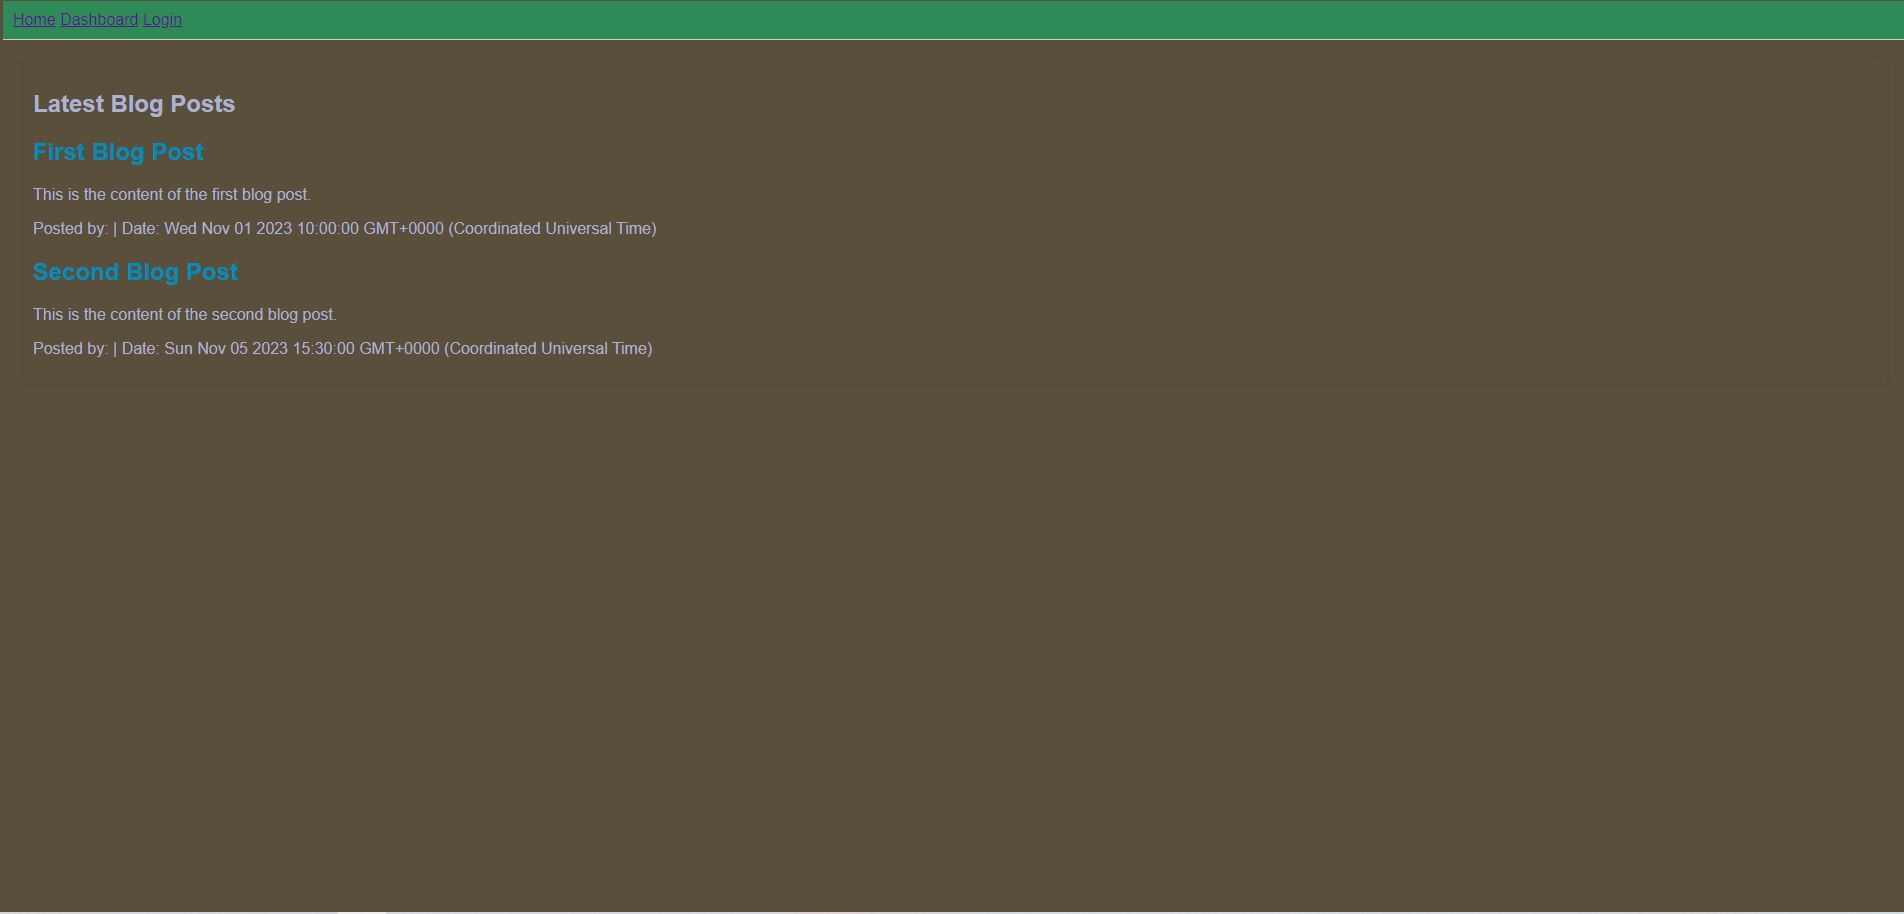 Home Dashboard Login
Latest Blog Posts
First Blog Post
This is the content of the first blog post.
Posted by: | Date: Wed Nov 01 2023 10:00:00 GMT+0000 (Coordinated Universal Time)
Second Blog Post
This is the content of the second blog post.
Posted by: | Date: Sun Nov 05 2023 15:30:00 GMT+0000 (Coordinated Universal Time)